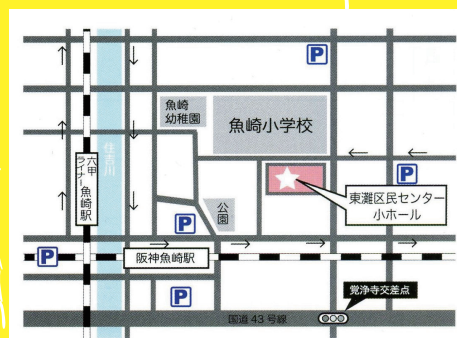 P
魚崎
幼稚園
魚崎小学校
住吉川
六甲
ライナー
魚崎駅
P
東灘区民センター
小ホール
公園
P
P
阪神魚崎駅
覚浄寺交差点
P
国道43号線